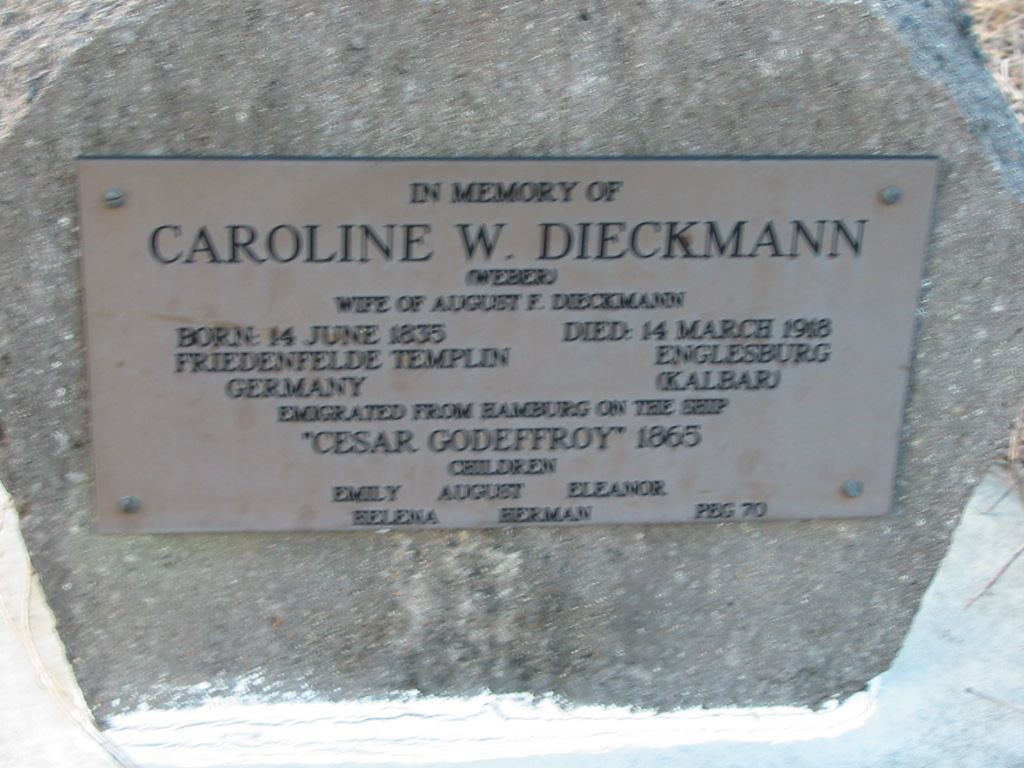 IN MEMORY OF
CAROLINE W. DIECKMANN
(WEBER)
WIFE OF AUGUST F. DIECKMANN
BORN: 14 JUNE 1835 DIED: 14 MARCH 1918
FRIEDENFELDE TEMPLIN ENGLESBURG
GERMANY (KALBAR)
EMIGRATED FROM HAMBURG ON THE SHIP
"CESAR GODEFFROY" 1865
CHILDREN
EMILY AUGUST ELEANOR
HELENA HERMAN PEG 70